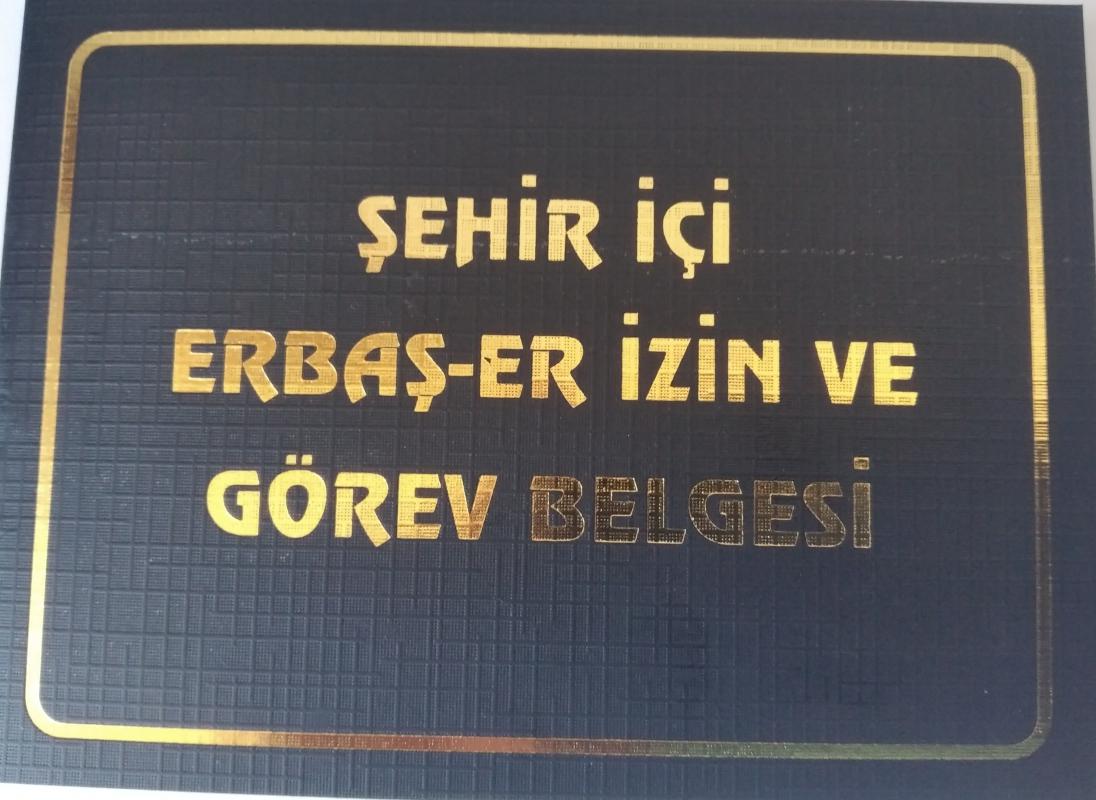 ŞEHİR İÇİ
ERBAŞ-ER İZİN VE
GÖREV BELGESİ